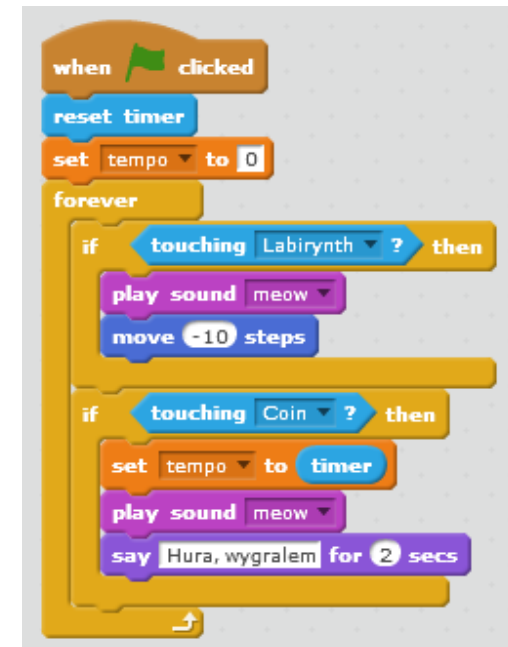 when clicked
reset timer
set tempo to 0
forever
if touching Labirynth ? then
play sound meow
move -10 steps
if touching Coin ? then
set tempo to timer
play sound meow
say Hura, wygralem for 2 secs